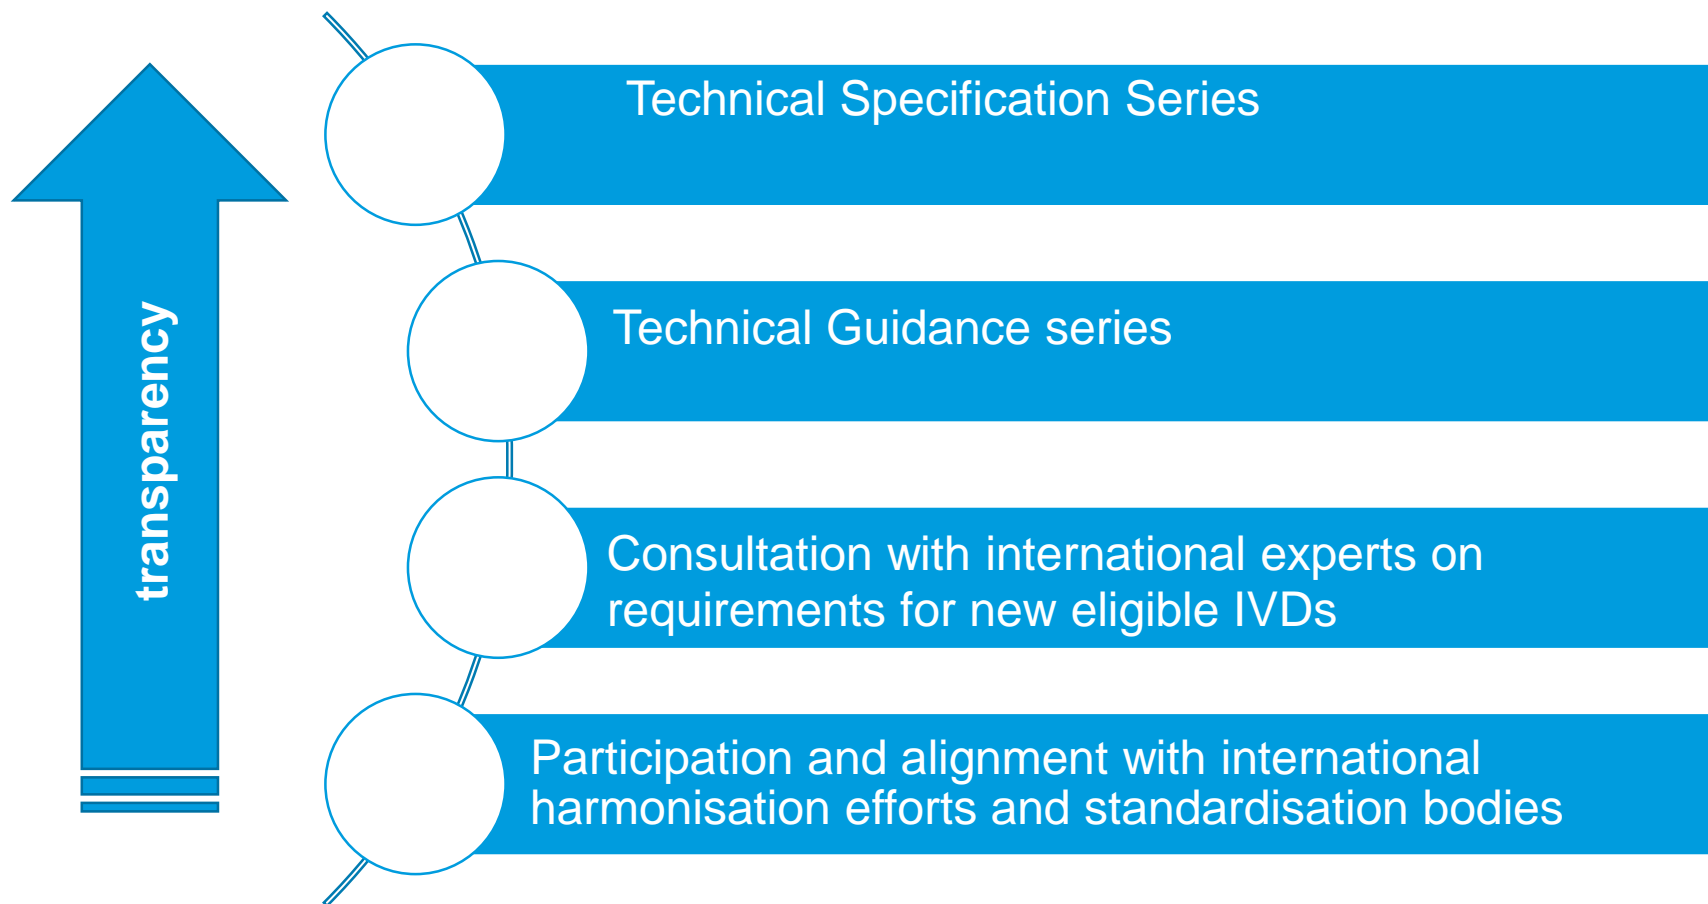 transparency
Technical Specification Series
Technical Guidance series
Consultation with international experts on
requirements for new eligible IVDs
Participation and alignment with international
harmonisation efforts and standardisation bodies